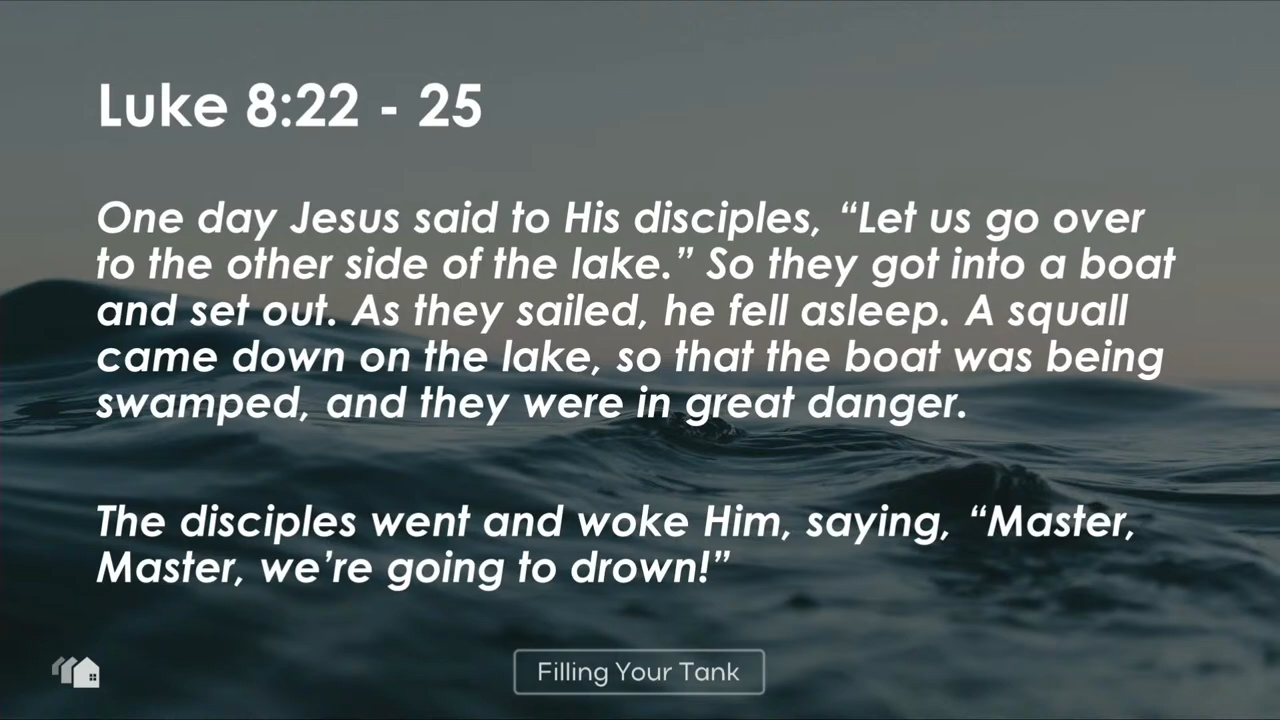 Luke 8:22 - 25
One day Jesus said to His disciples, “Let us go over
to the other side of the lake.” So they got into a boat
and set out. As they sailed, he fell asleep. A squall
came down on the lake, so that the boat was being
swamped, and they were in great danger.
The disciples went and woke Him, saying, “Master,
Master, we’re going to drown!”
Filling Your Tank